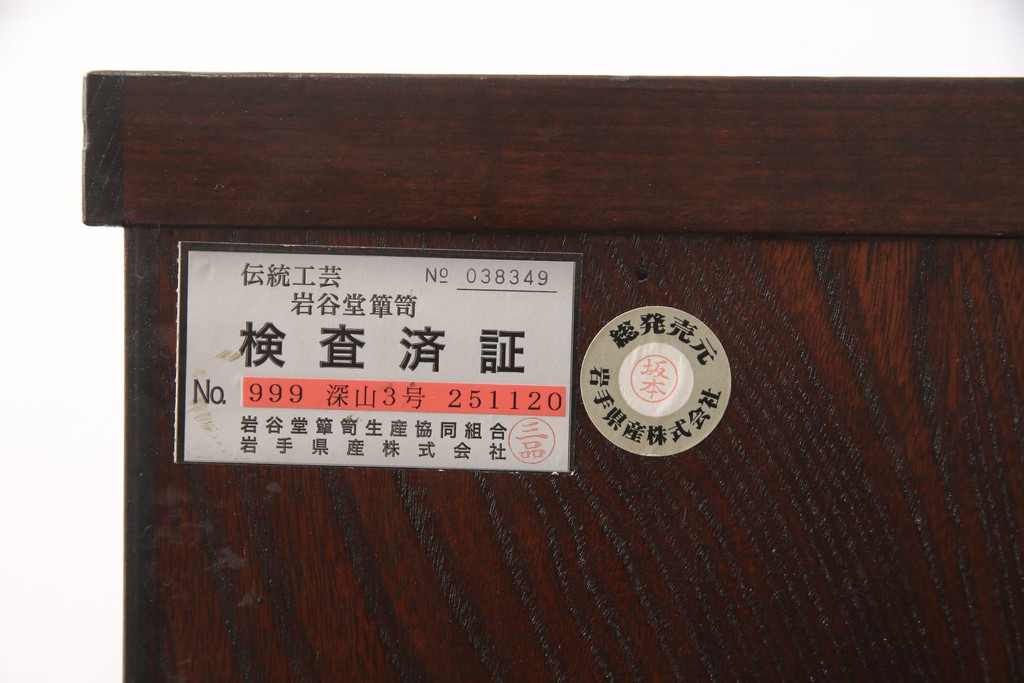 伝統工芸 № 038349
岩谷堂簞笥
検査済証
No. 999 深山3号 251120
岩谷堂簞笥生産協同組合
岩手県産株式会社
三品
総発売元
坂本
岩手県産株式会社